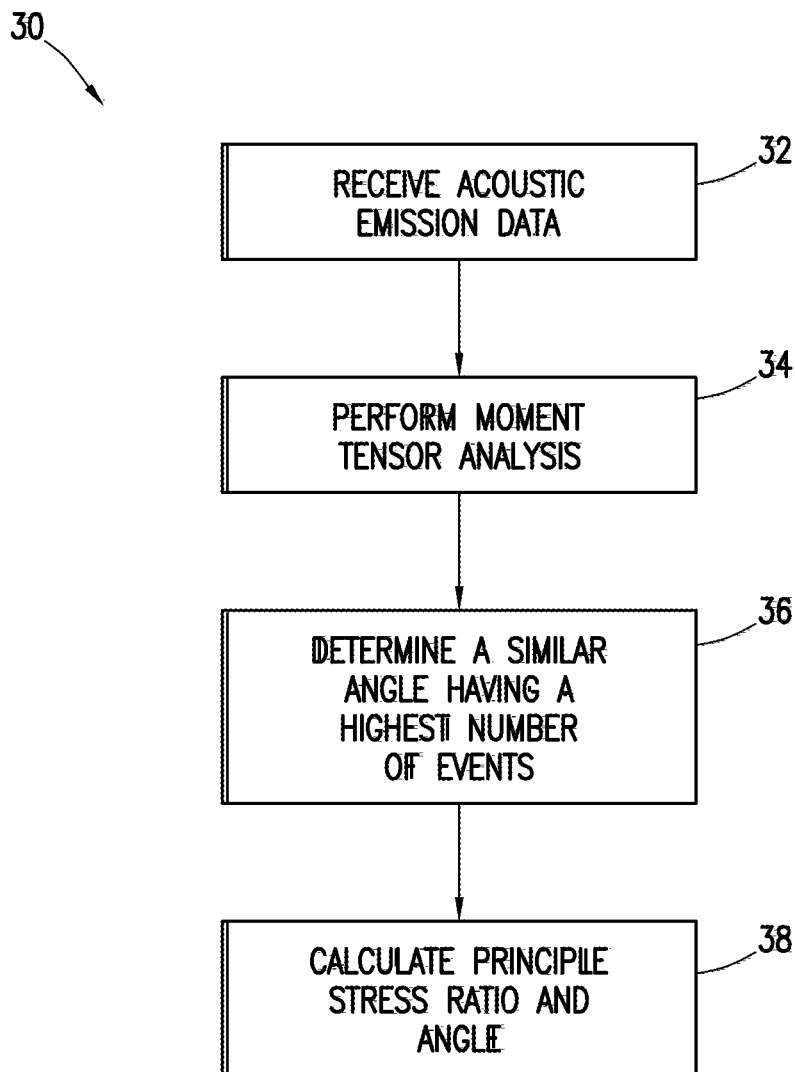 30
RECEIVE ACOUSTIC
EMISSION DATA
32
PERFORM MOMENT
TENSOR ANALYSIS
34
DETERMINE A SIMILAR
ANGLE HAVING A
HIGHEST NUMBER
OF EVENTS
36
CALCULATE PRINCIPLE
STRESS RATIO AND
ANGLE
38